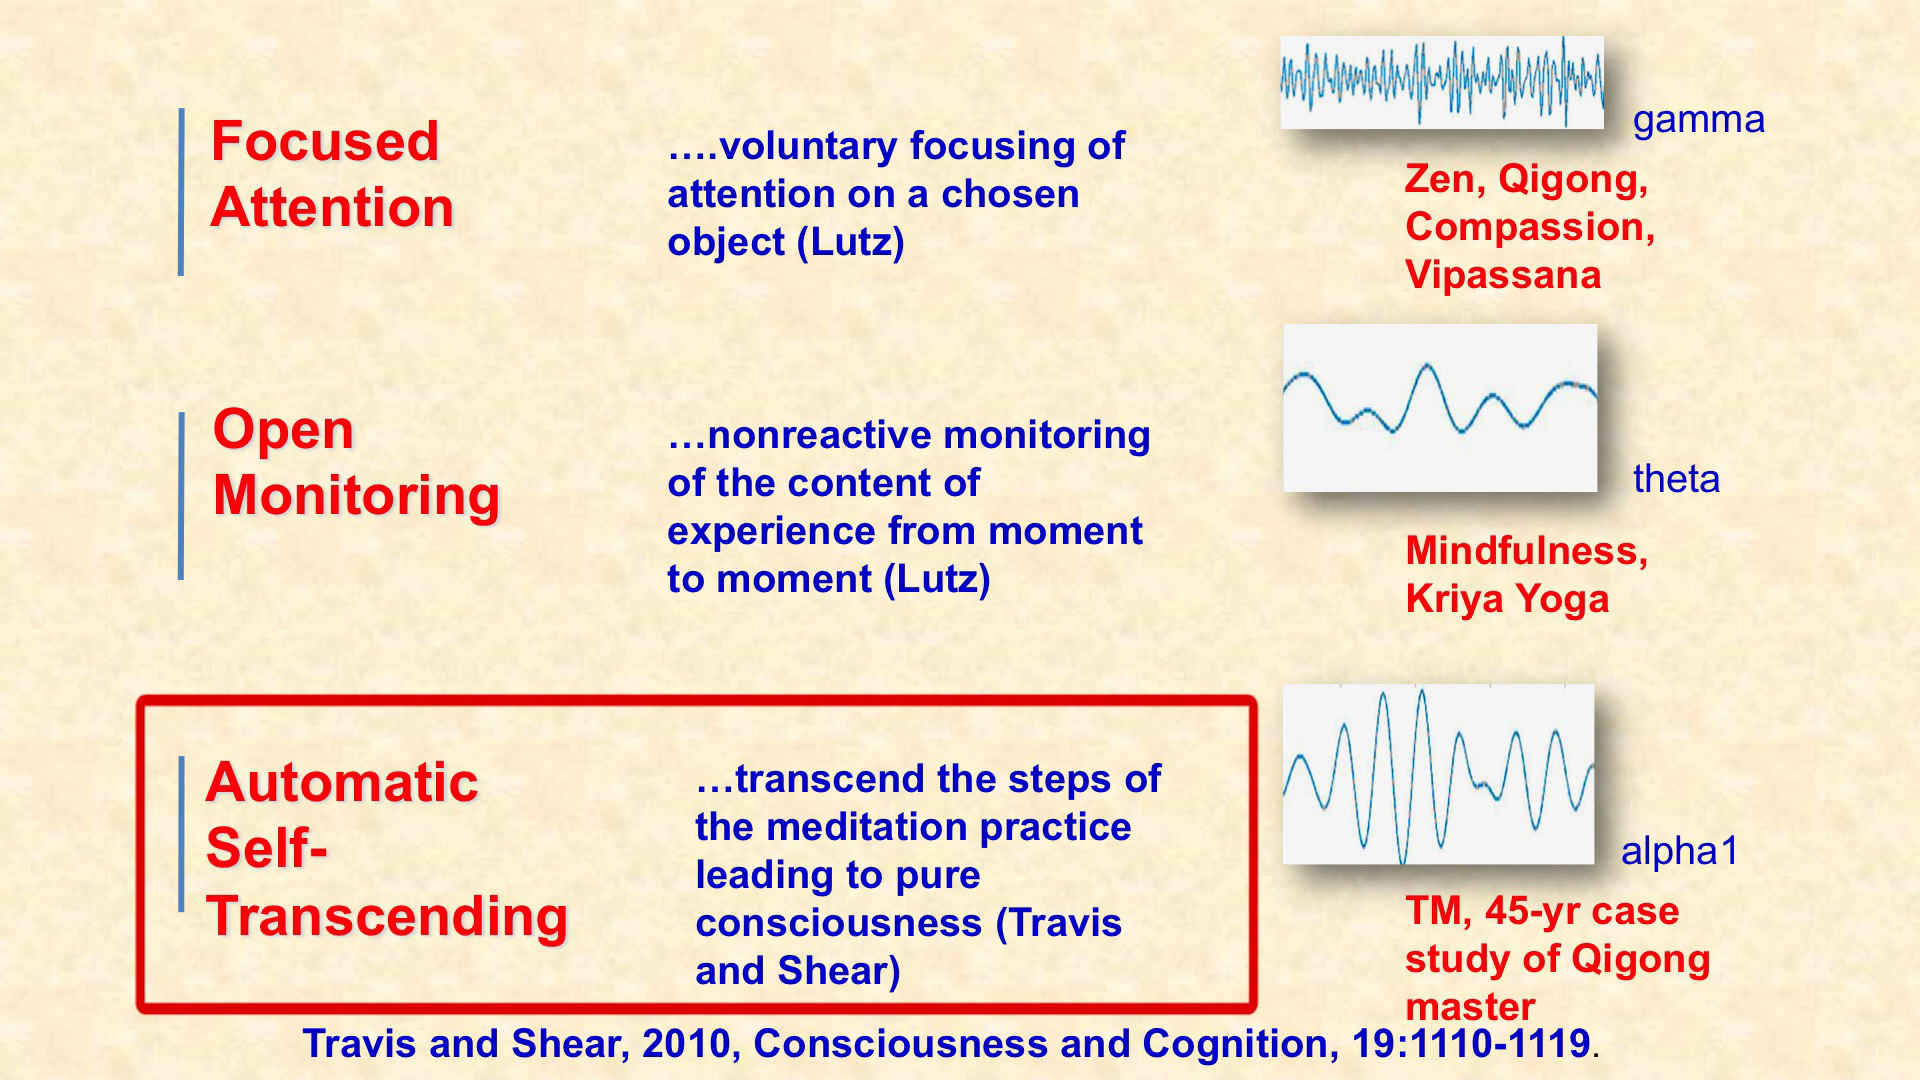 Focused
Attention
….voluntary focusing of
attention on a chosen
object (Lutz)
gamma
Zen, Qigong,
Compassion,
Vipassana
Open
Monitoring
…nonreactive monitoring
of the content of
experience from moment
to moment (Lutz)
theta
Mindfulness,
Kriya Yoga
Automatic
Self-
Transcending
…transcend the steps of
the meditation practice
leading to pure
consciousness (Travis
and Shear)
alpha1
TM, 45-yr case
study of Qigong
master
Travis and Shear, 2010, Consciousness and Cognition, 19:1110-1119.